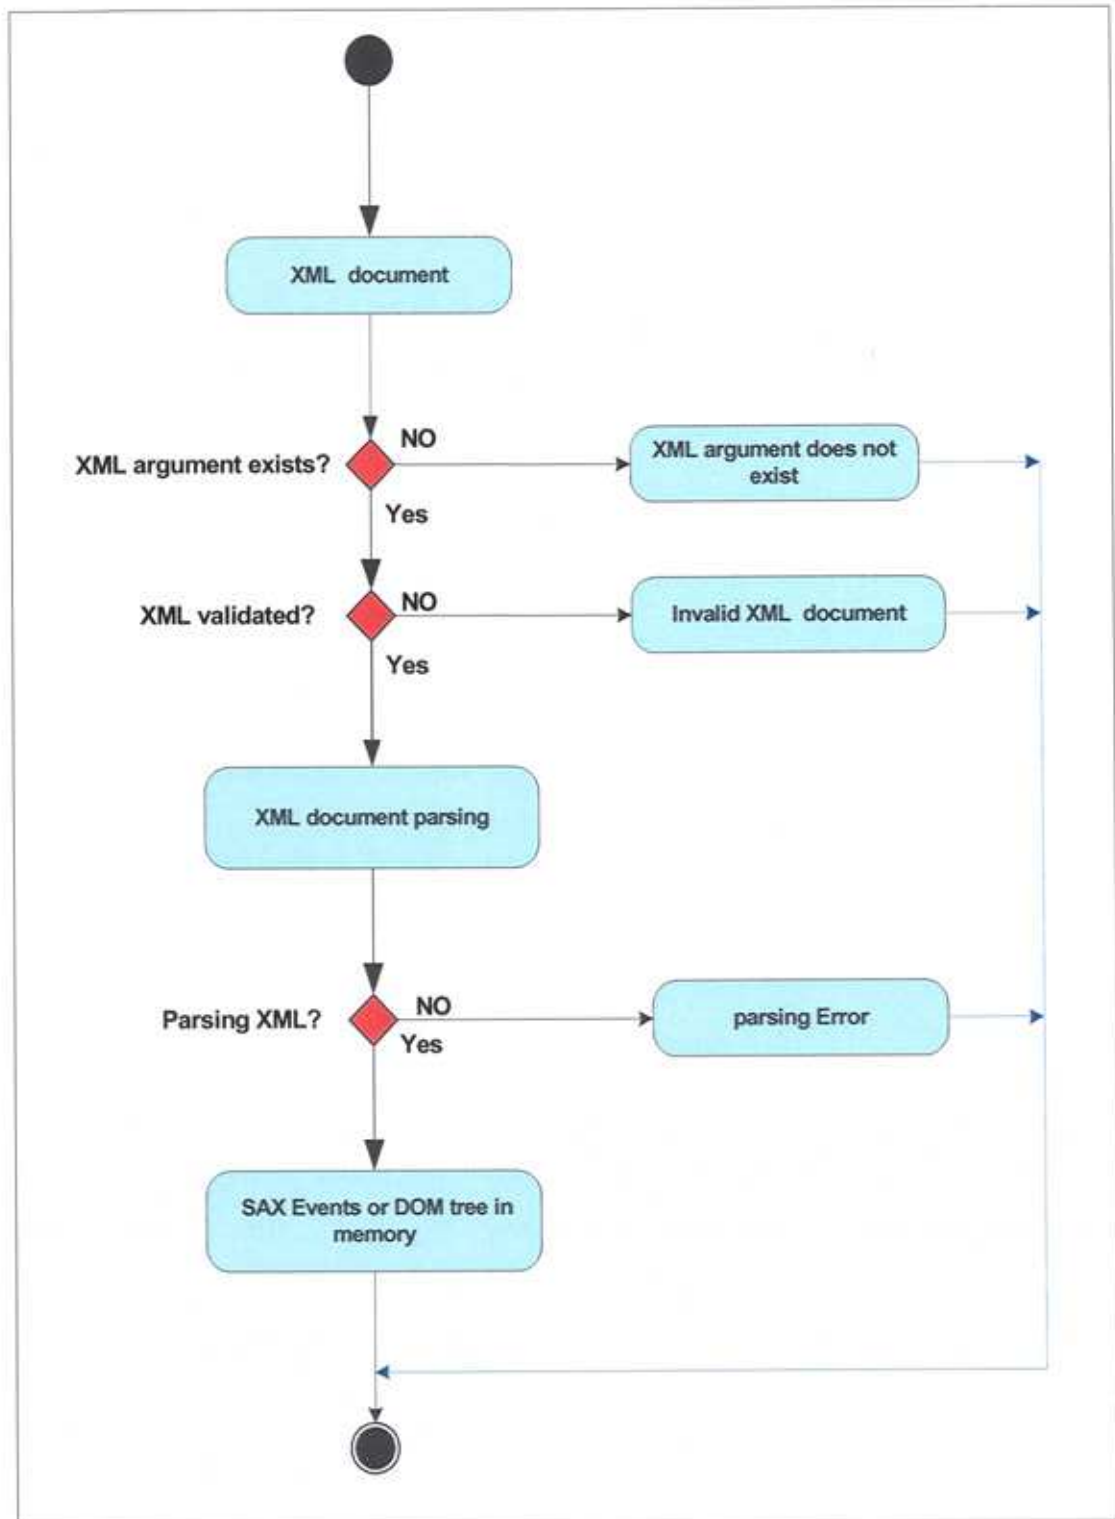 XML document
NO
XML argument exists?
XML argument does not
exist
Yes
NO
XML validated?
Invalid XML document
Yes
XML document parsing
NO
Parsing XML?
parsing Error
Yes
SAX Events or DOM tree in
memory